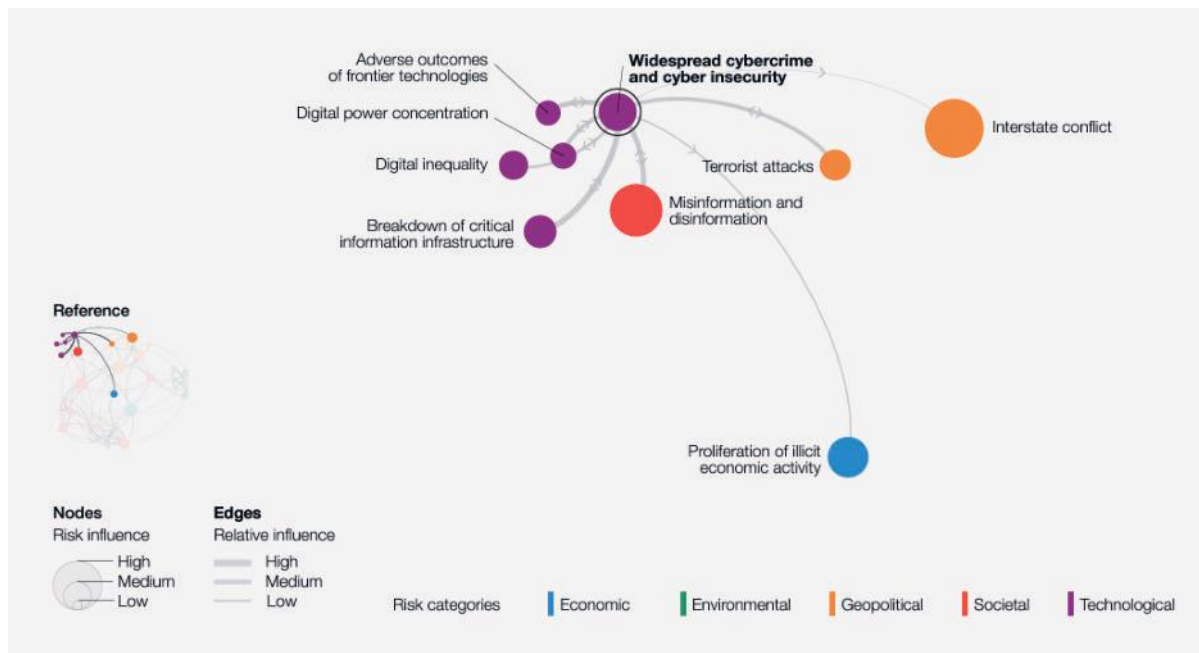 Adverse outcomes
of frontier technologies
Widespread cybercrime
and cyber insecurity
Digital power concentration
Interstate conflict
Digital inequality
Terrorist attacks
Misinformation and
disinformation
Breakdown of critical
information infrastructure
Reference
Proliferation of illicit
economic activity
Nodes
Risk influence
High
Medium
Low
Edges
Relative influence
High
Medium
Low
Risk categories
Economic
Environmental
Geopolitical
Societal
Technological